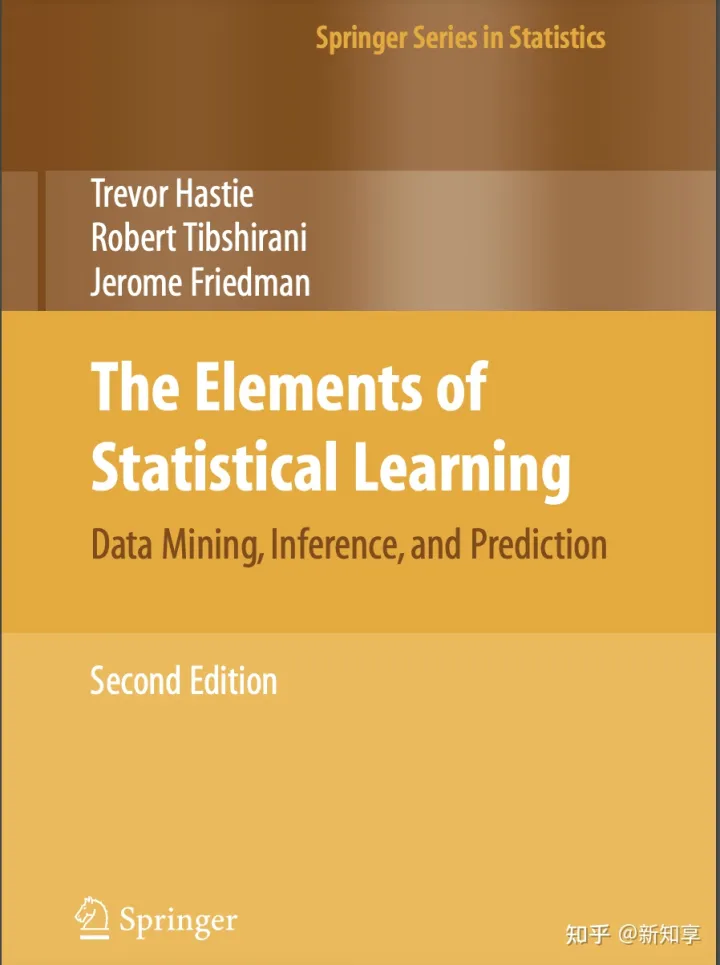 Springer Series in Statistics
Trevor Hastie
Robert Tibshirani
Jerome Friedman
The Elements of
Statistical Learning
Data Mining, Inference, and Prediction
Second Edition
Springer
知乎 @新知享